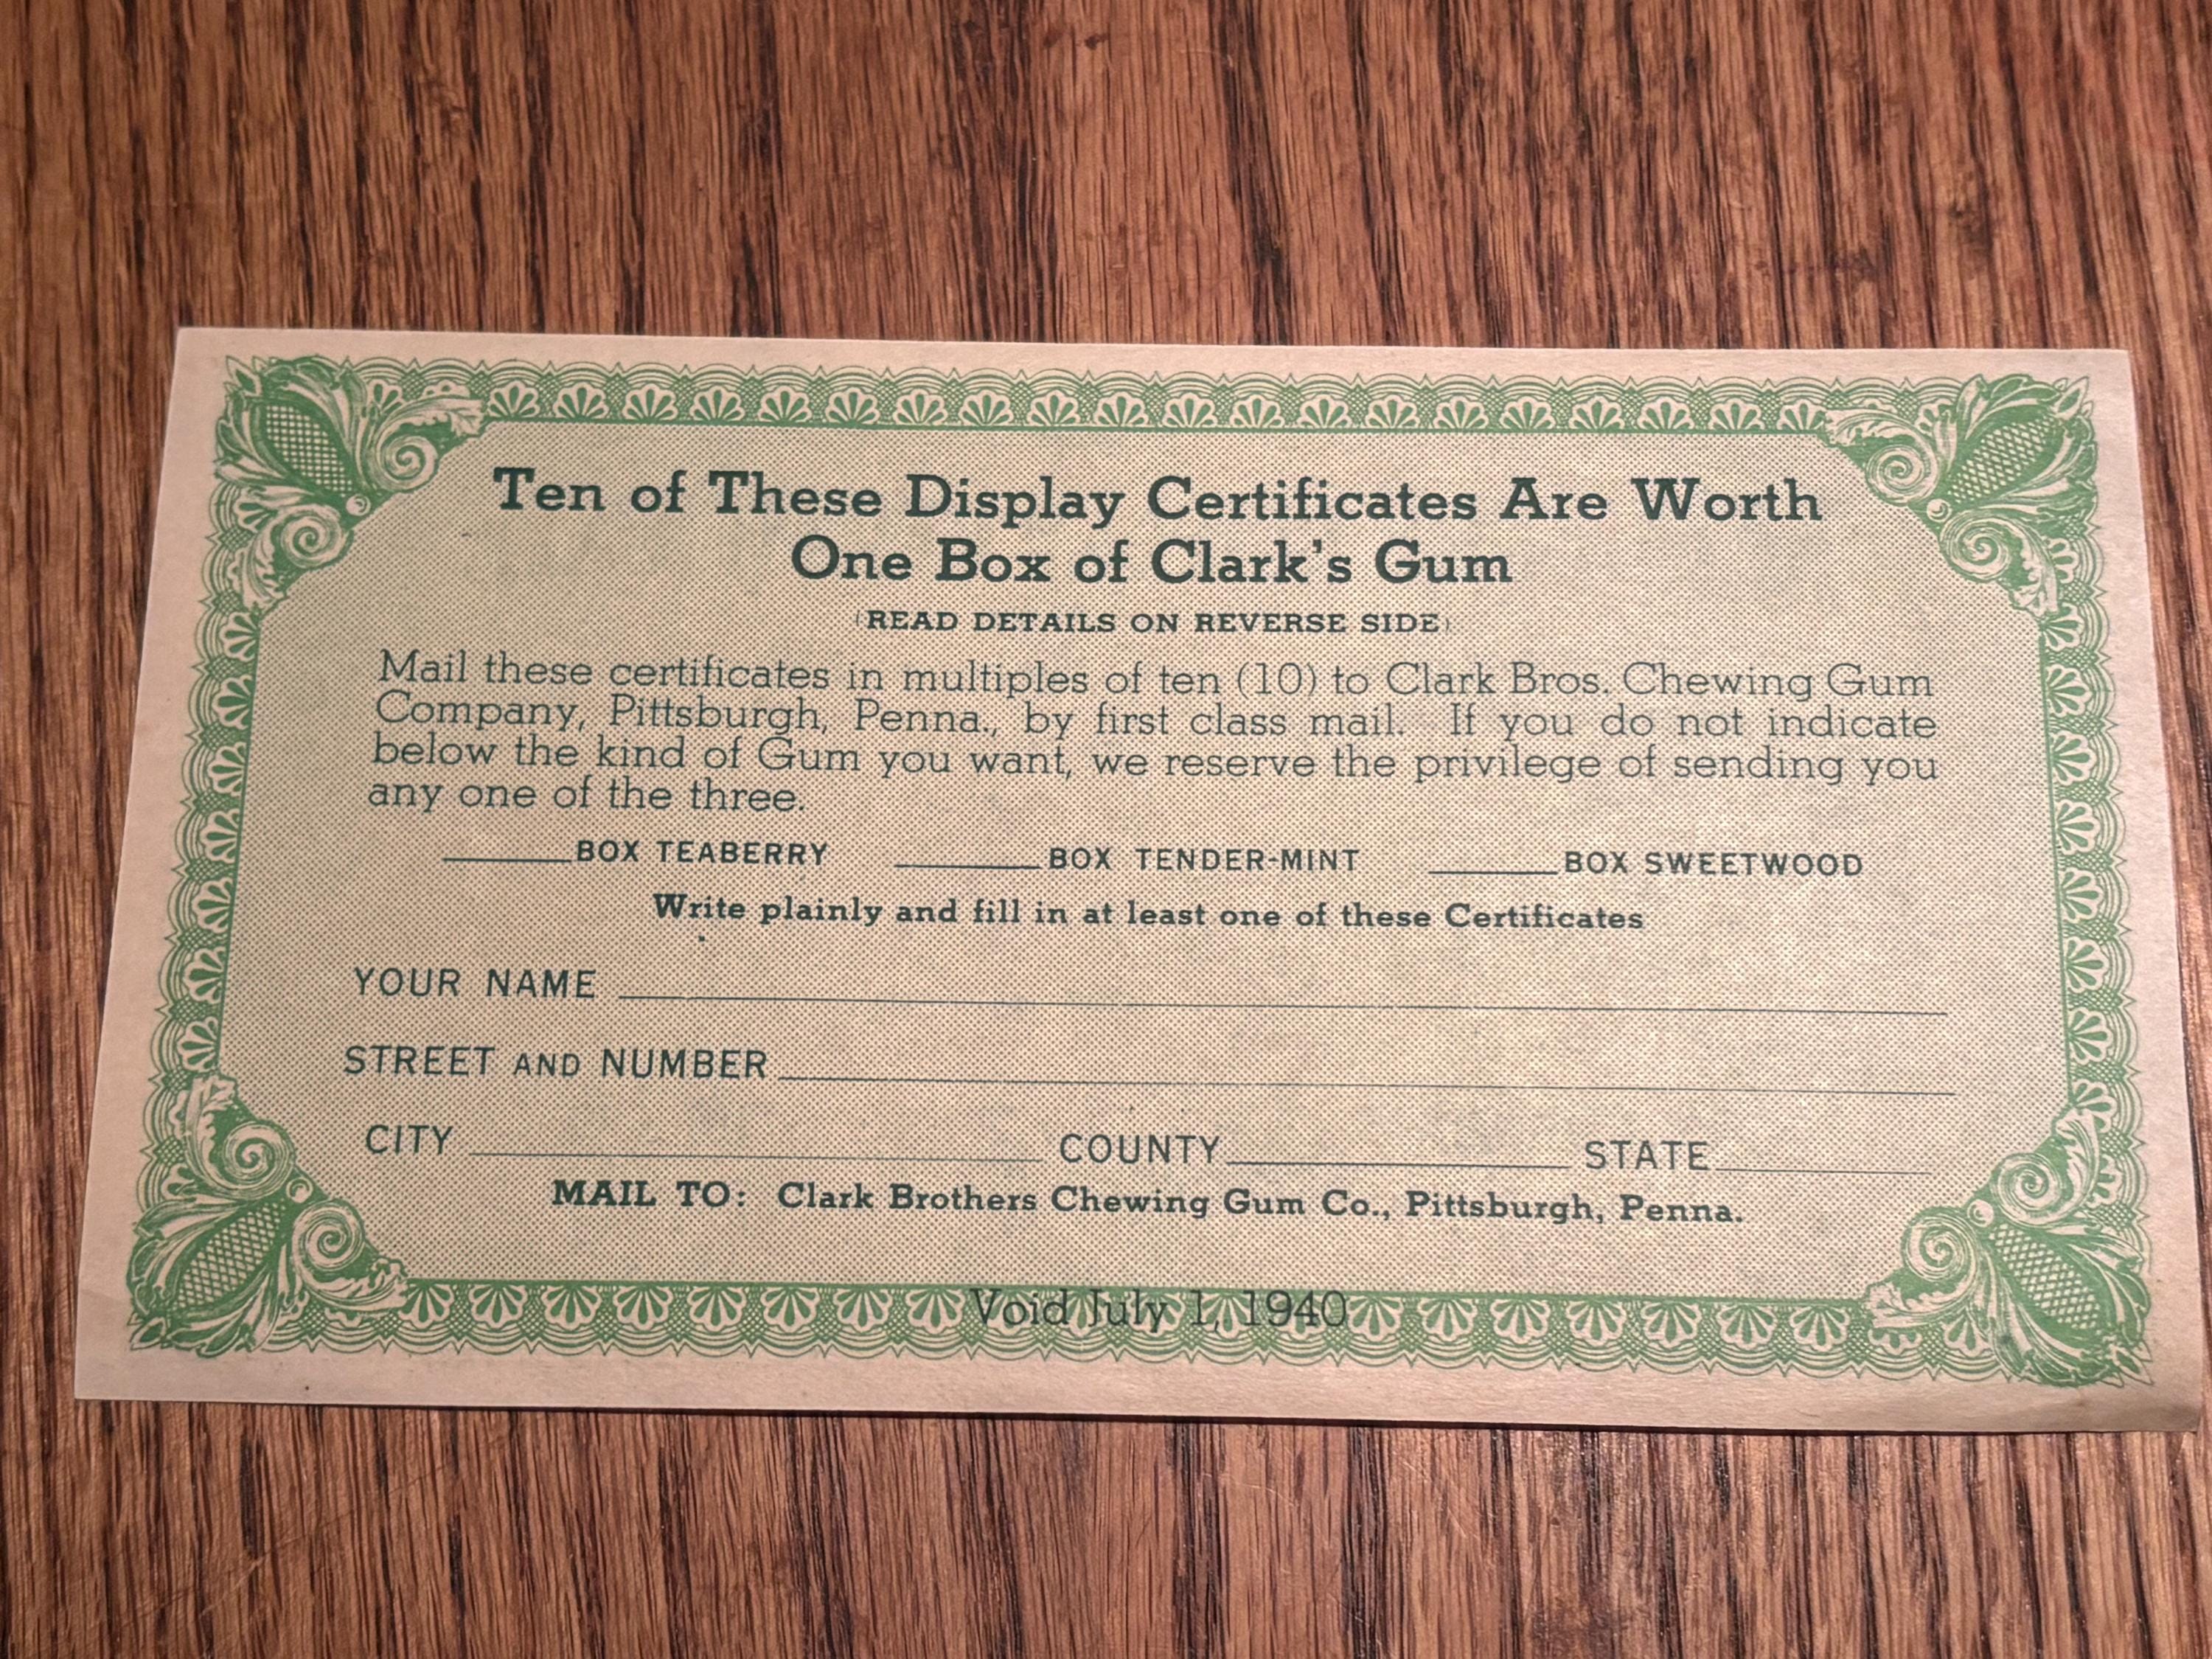 Ten of These Display Certificates Are Worth
One Box of Clark's Gum
(READ DETAILS ON REVERSE SIDE)
Mail these certificates in multiples of ten (10) to Clark Bros. Chewing Gum
Company, Pittsburgh, Penna., by first class mail. If you do not indicate
below the kind of Gum you want, we reserve the privilege of sending you
any one of the three.
______BOX TEABERRY ______BOX TENDER-MINT ______BOX SWEETWOOD
Write plainly and fill in at least one of these Certificates
YOUR NAME
STREET AND NUMBER
CITY COUNTY STATE
MAIL TO: Clark Brothers Chewing Gum Co., Pittsburgh, Penna.
Void July 1, 1940